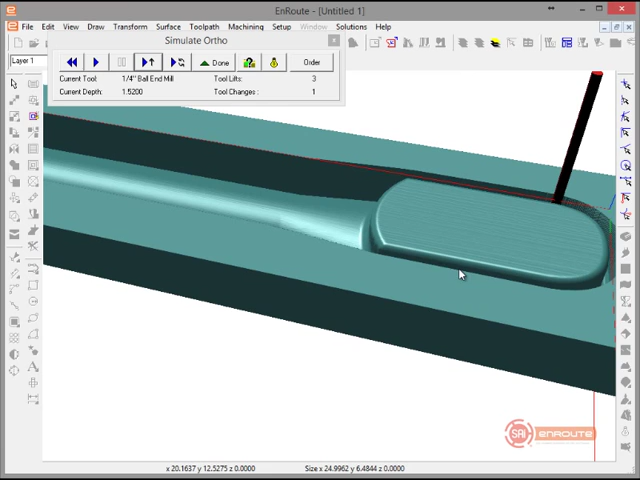 EnRoute - [Untitled 1]
File Edit View Draw Transform Surface Toolpath Machining Setup Window Solutions Help
Simulate Ortho
Done
Order
Layer 1
Current Tool: 1/4" Ball End Mill Tool Lifts: 3
Current Depth: 1.5200 Tool Changes : 1
SAi ENROUTE
x 20.1637 y 12.5275 z 0.0000 Size x 24.9962 y 6.4844 z 0.0000